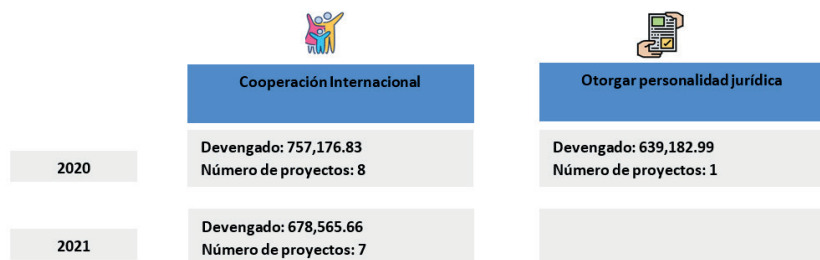 Cooperación Internacional
Otorgar personalidad jurídica
2020
Devengado: 757,176.83
Número de proyectos: 8
Devengado: 639,182.99
Número de proyectos: 1
2021
Devengado: 678,565.66
Número de proyectos: 7